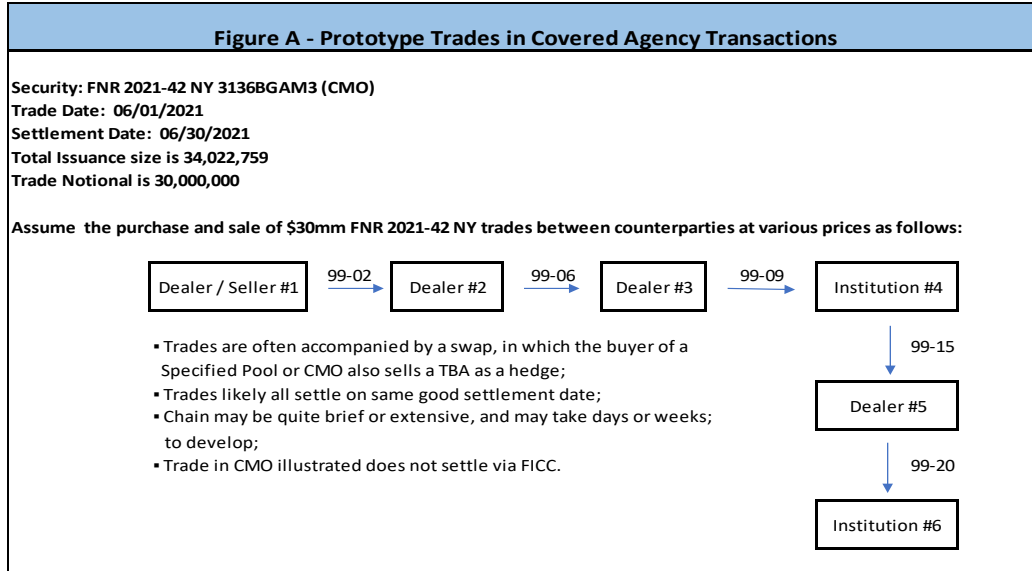 Figure A - Prototype Trades in Covered Agency Transactions
Security: FNR 2021-42 NY 3136BGAM3 (CMO)
Trade Date: 06/01/2021
Settlement Date: 06/30/2021
Total Issuance size is 34,022,759
Trade Notional is 30,000,000
Assume the purchase and sale of $30mm FNR 2021-42 NY trades between counterparties at various prices as follows:
Dealer / Seller #1 99-02 Dealer #2 99-06 Dealer #3 99-09 Institution #4
▪ Trades are often accompanied by a swap, in which the buyer of a
Specified Pool or CMO also sells a TBA as a hedge;
▪ Trades likely all settle on same good settlement date;
▪ Chain may be quite brief or extensive, and may take days or weeks;
to develop;
▪ Trade in CMO illustrated does not settle via FICC.
99-15
Dealer #5
99-20
Institution #6